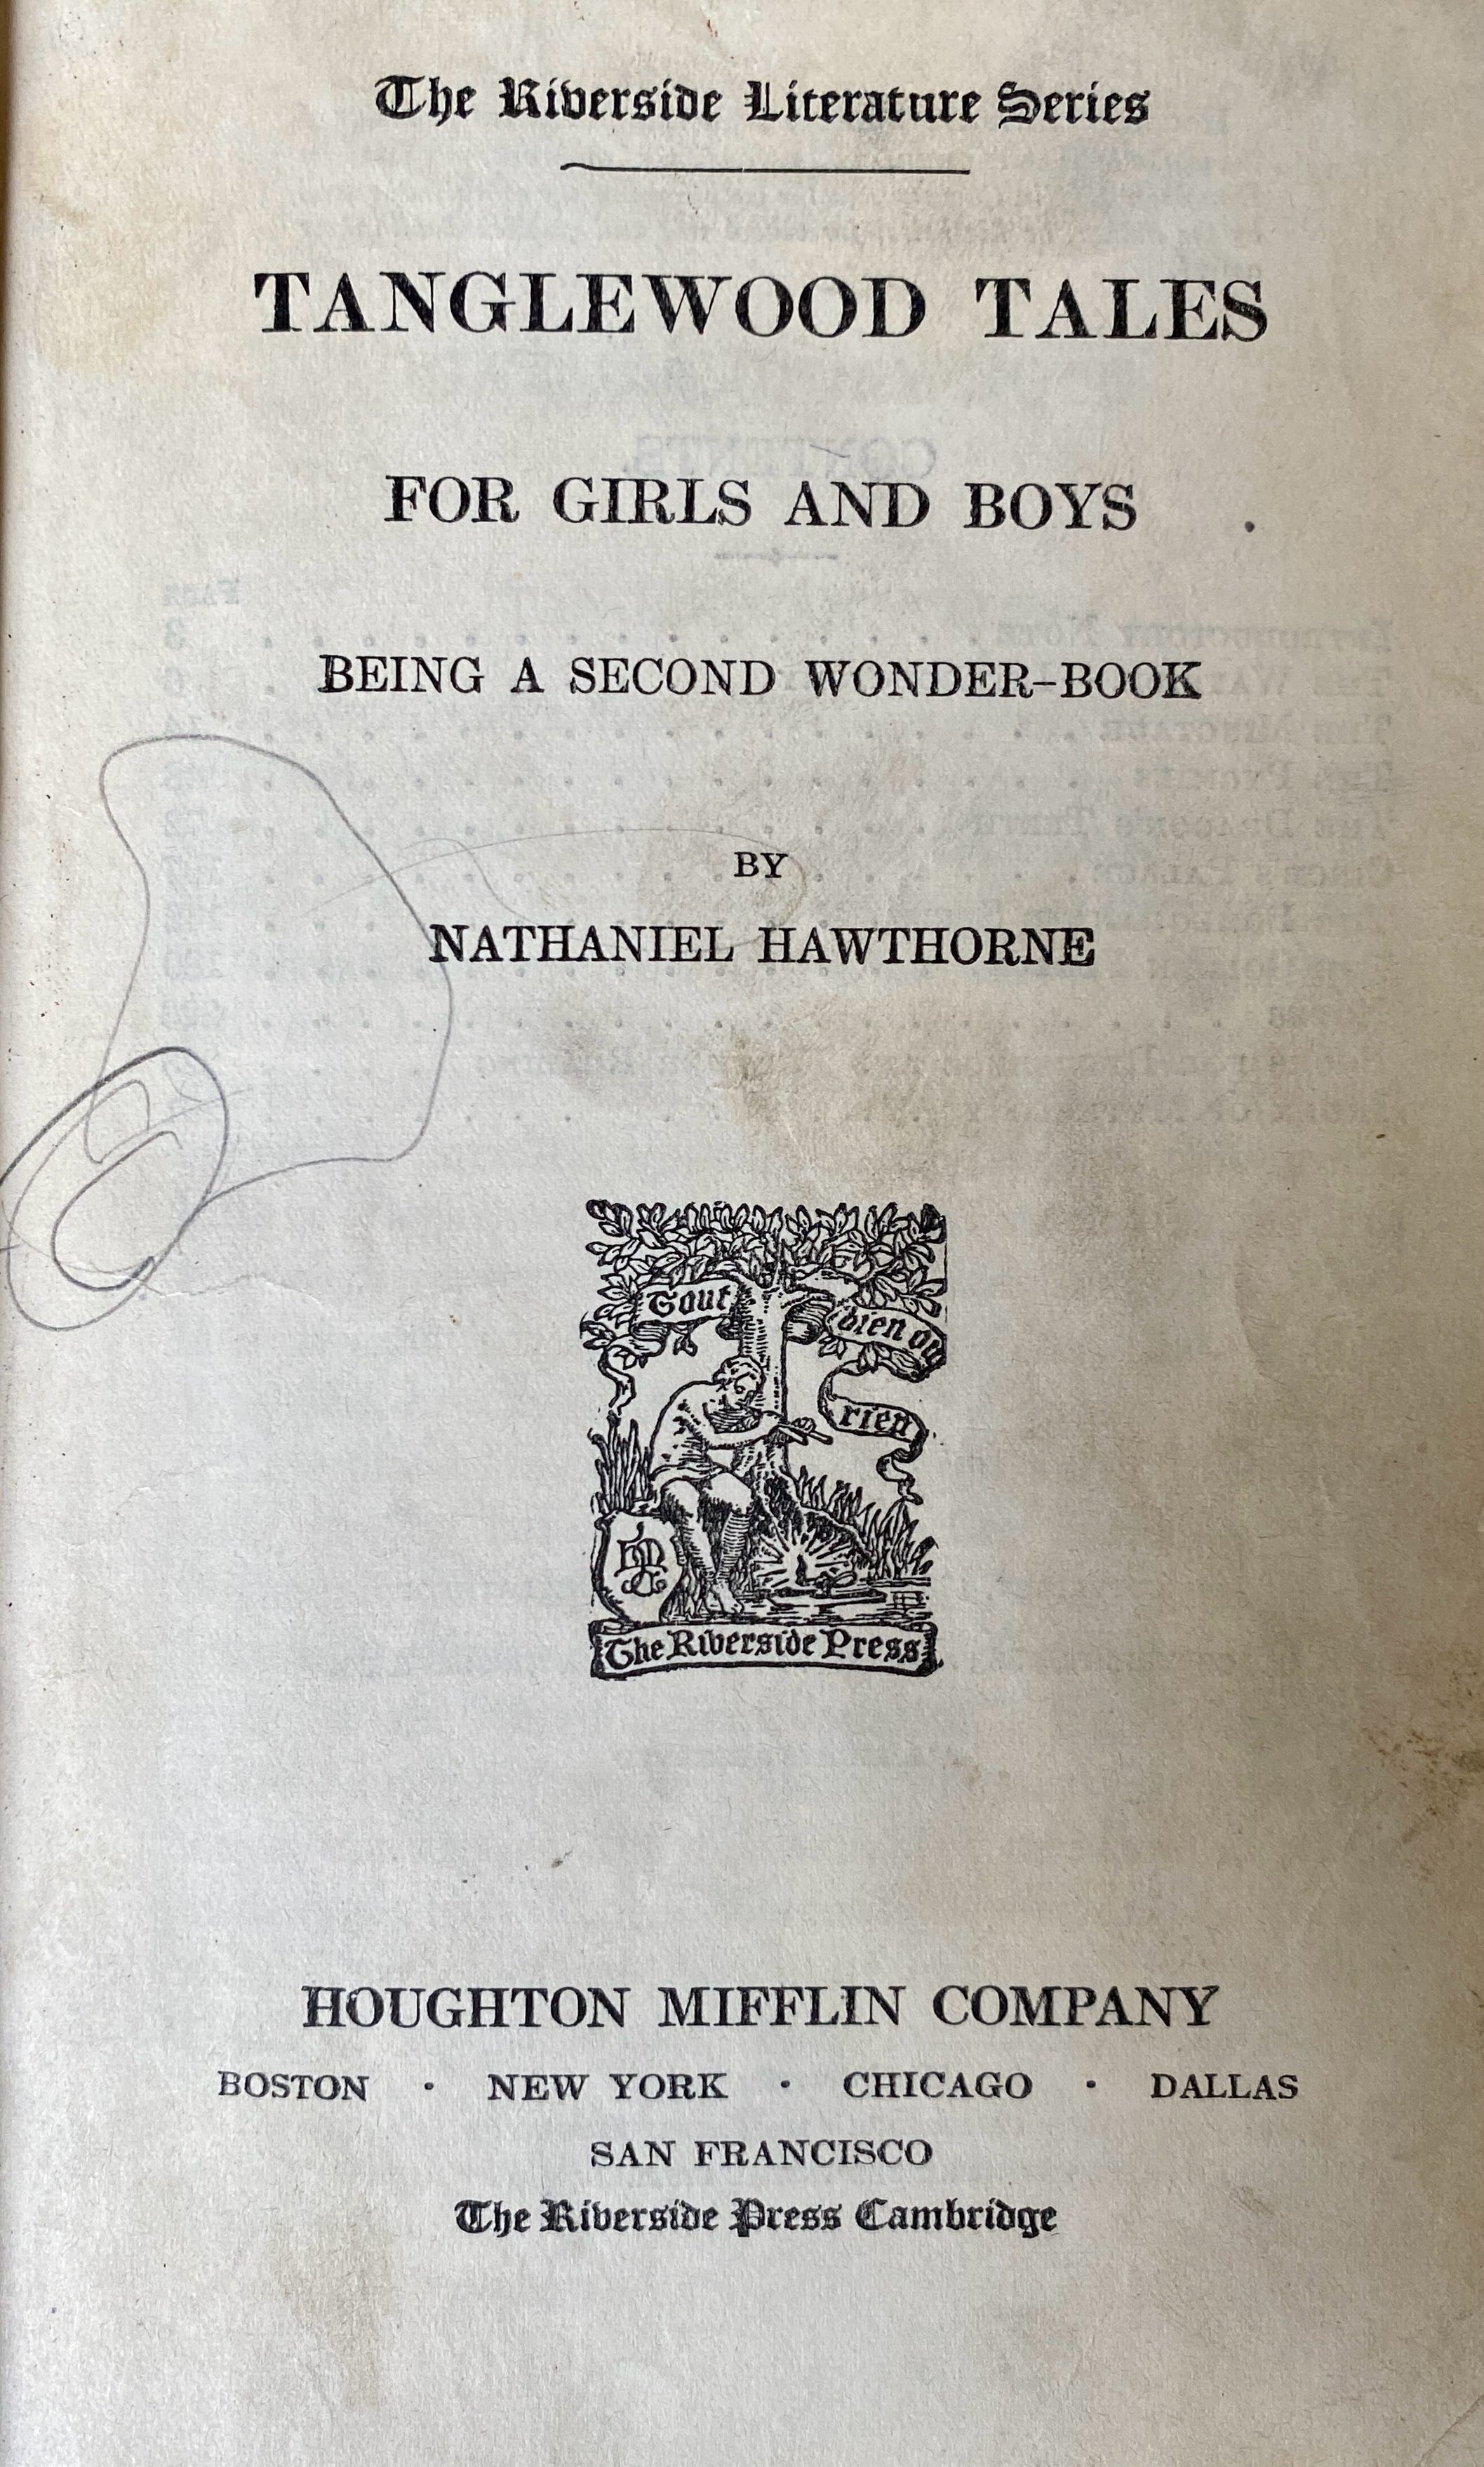 The Riverside Literature Series
TANGLEWOOD TALES
FOR GIRLS AND BOYS
BEING A SECOND WONDER-BOOK
BY
NATHANIEL HAWTHORNE
Tout bien ou
rien
The Riverside Press
HOUGHTON MIFFLIN COMPANY
BOSTON · NEW YORK · CHICAGO · DALLAS
SAN FRANCISCO
The Riverside Press Cambridge